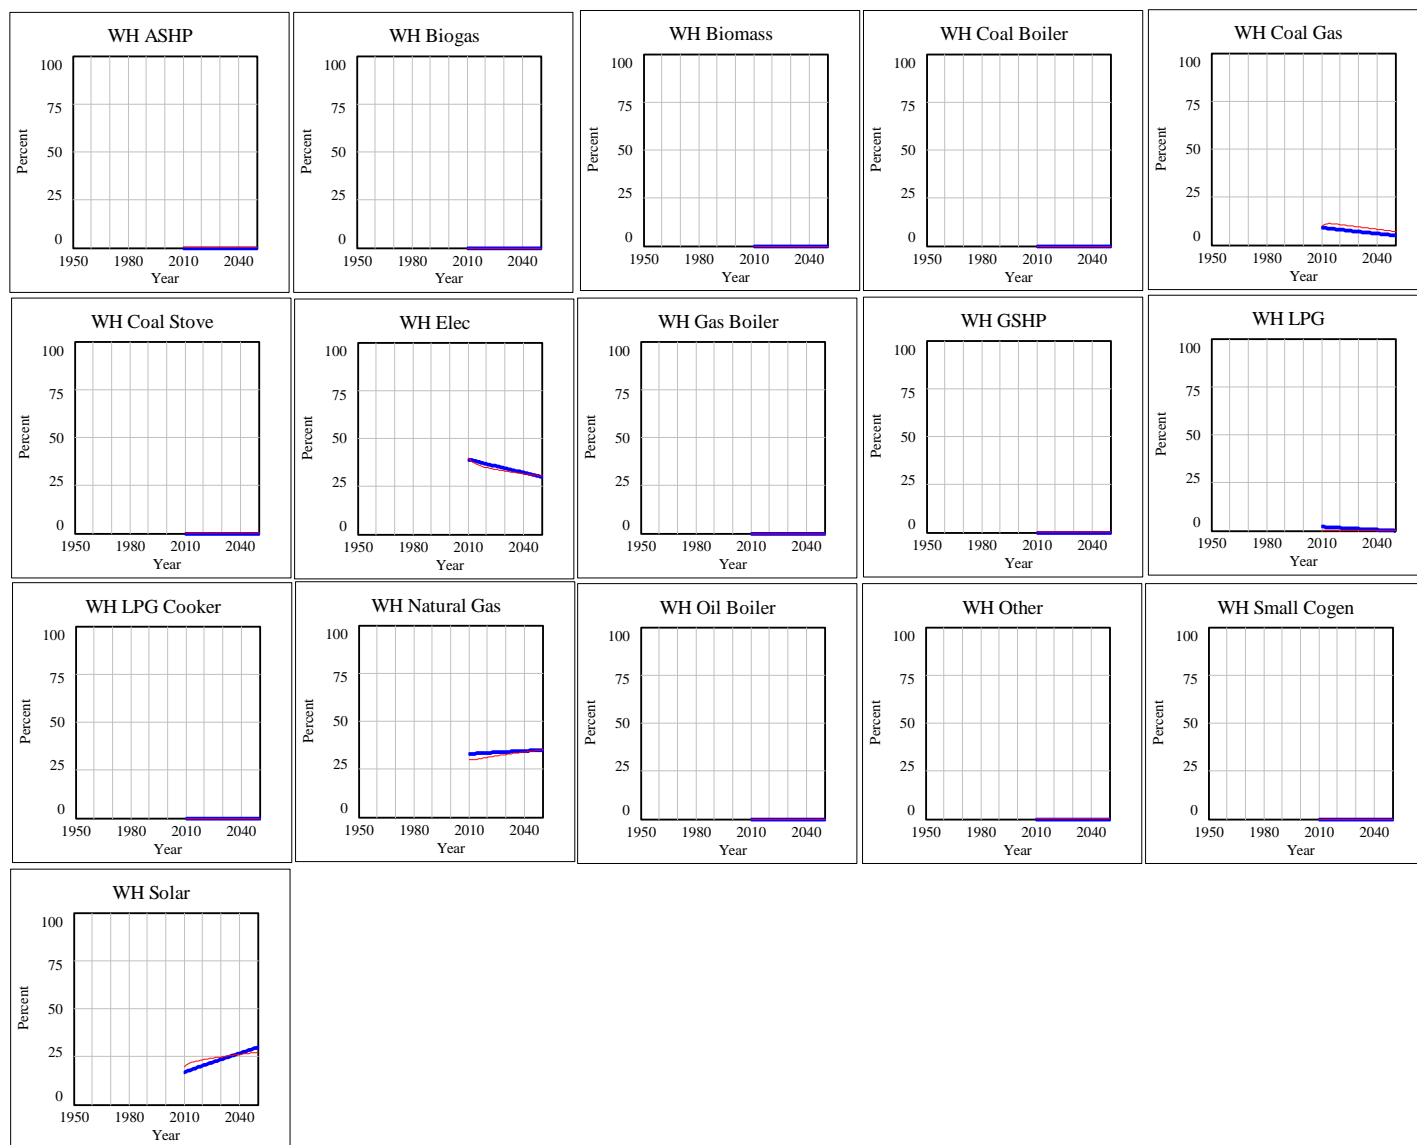 WH ASHP
100
75
50
25
0
Percent
1950 1980 2010 2040
Year
WH Biogas
100
75
50
25
0
Percent
1950 1980 2010 2040
Year
WH Biomass
100
75
50
25
0
Percent
1950 1980 2010 2040
Year
WH Coal Boiler
100
75
50
25
0
Percent
1950 1980 2010 2040
Year
WH Coal Gas
100
75
50
25
0
Percent
1950 1980 2010 2040
Year
WH Coal Stove
100
75
50
25
0
Percent
1950 1980 2010 2040
Year
WH Elec
100
75
50
25
0
Percent
1950 1980 2010 2040
Year
WH Gas Boiler
100
75
50
25
0
Percent
1950 1980 2010 2040
Year
WH GSHP
100
75
50
25
0
Percent
1950 1980 2010 2040
Year
WH LPG
100
75
50
25
0
Percent
1950 1980 2010 2040
Year
WH LPG Cooker
100
75
50
25
0
Percent
1950 1980 2010 2040
Year
WH Natural Gas
100
75
50
25
0
Percent
1950 1980 2010 2040
Year
WH Oil Boiler
100
75
50
25
0
Percent
1950 1980 2010 2040
Year
WH Other
100
75
50
25
0
Percent
1950 1980 2010 2040
Year
WH Small Cogen
100
75
50
25
0
Percent
1950 1980 2010 2040
Year
WH Solar
100
75
50
25
0
Percent
1950 1980 2010 2040
Year